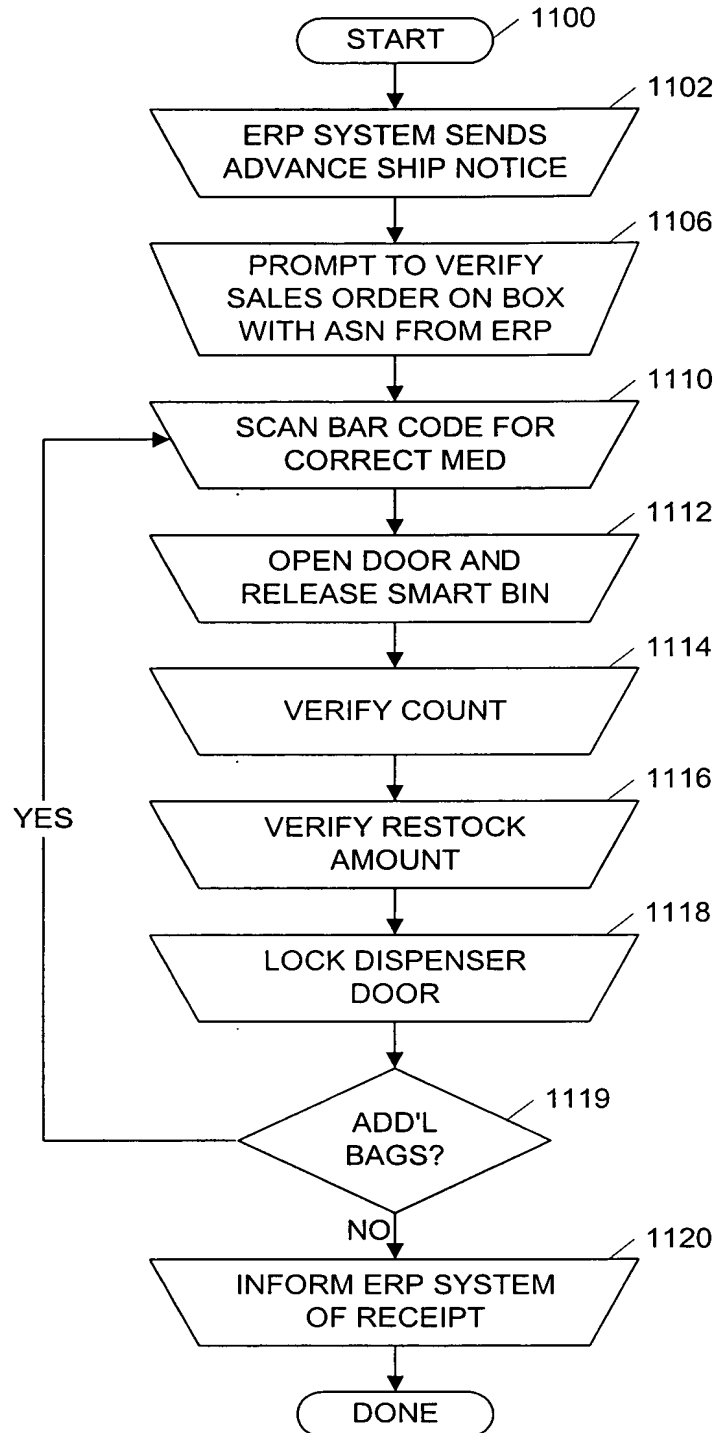 START
1100
1102
ERP SYSTEM SENDS
ADVANCE SHIP NOTICE
1106
PROMPT TO VERIFY
SALES ORDER ON BOX
WITH ASN FROM ERP
1110
SCAN BAR CODE FOR
CORRECT MED
1112
OPEN DOOR AND
RELEASE SMART BIN
1114
VERIFY COUNT
1116
YES
VERIFY RESTOCK
AMOUNT
1118
LOCK DISPENSER
DOOR
1119
ADD'L
BAGS?
NO
1120
INFORM ERP SYSTEM
OF RECEIPT
DONE